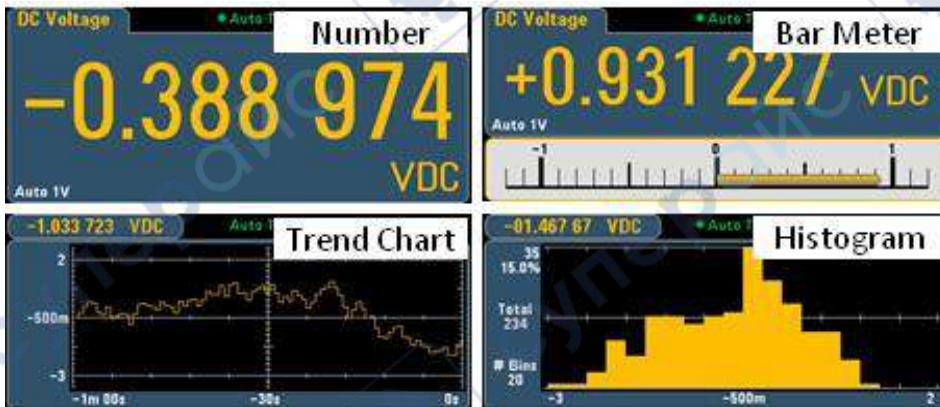 DC Voltage
Auto
Number
-0.388 974
VDC
Auto 1V
DC Voltage
Auto
Bar Meter
+0.931 227 VDC
Auto 1V
-1 0 1
-1.033 723 VDC
Auto
Trend Chart
2
-500m
-3
-1m 00s -30s 0s
-01.467 67 VDC
Auto
Histogram
35
15.0%
Total
234
# Bins
20
-3 -500m 2